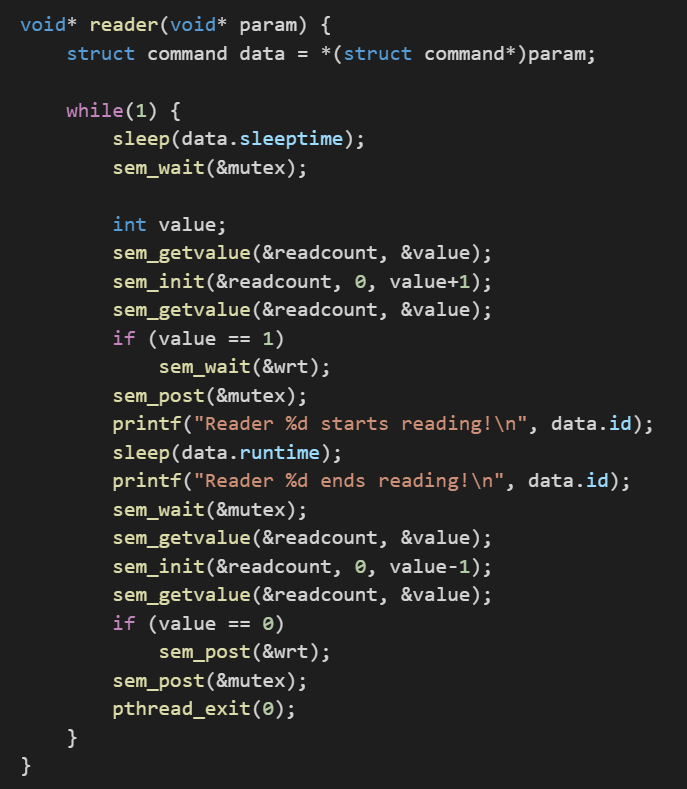 void* reader(void* param) {
    struct command data = *(struct command*)param;

    while(1) {
        sleep(data.sleeptime);
        sem_wait(&mutex);

        int value;
        sem_getvalue(&readcount, &value);
        sem_init(&readcount, 0, value+1);
        sem_getvalue(&readcount, &value);
        if (value == 1)
            sem_wait(&wrt);
        sem_post(&mutex);
        printf("Reader %d starts reading!\n", data.id);
        sleep(data.runtime);
        printf("Reader %d ends reading!\n", data.id);
        sem_wait(&mutex);
        sem_getvalue(&readcount, &value);
        sem_init(&readcount, 0, value-1);
        sem_getvalue(&readcount, &value);
        if (value == 0)
            sem_post(&wrt);
        sem_post(&mutex);
        pthread_exit(0);
    }
}